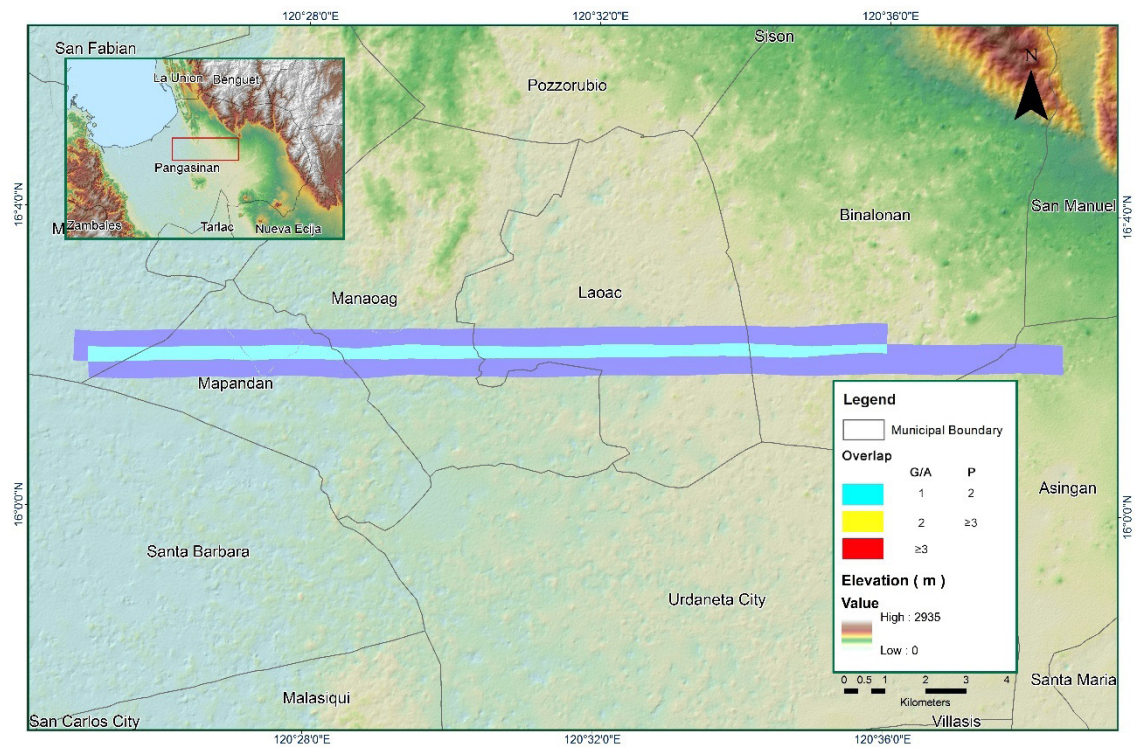 120°28'0"E 120°32'0"E 120°36'0"E
San Fabian
Sison
N
La Union Benguet
Pozzorubio
Pangasinan
16°4'0"N
16°4'0"N
San Manuel
Binalonan
Zambales Tarlac Nueva Ecija
M
Manaoag
Laoac
Mapandan
Legend
Municipal Boundary
Overlap
G/A P
1 2
2 ≥3
≥3
Elevation ( m )
Value
High : 2935
Low : 0
0 0.5 1 2 3 4
Kilometers
Asingan
16°0'0"N
16°0'0"N
Santa Barbara
Urdaneta City
Malasiqui
Santa Maria
San Carlos City
Villasis
120°28'0"E 120°32'0"E 120°36'0"E